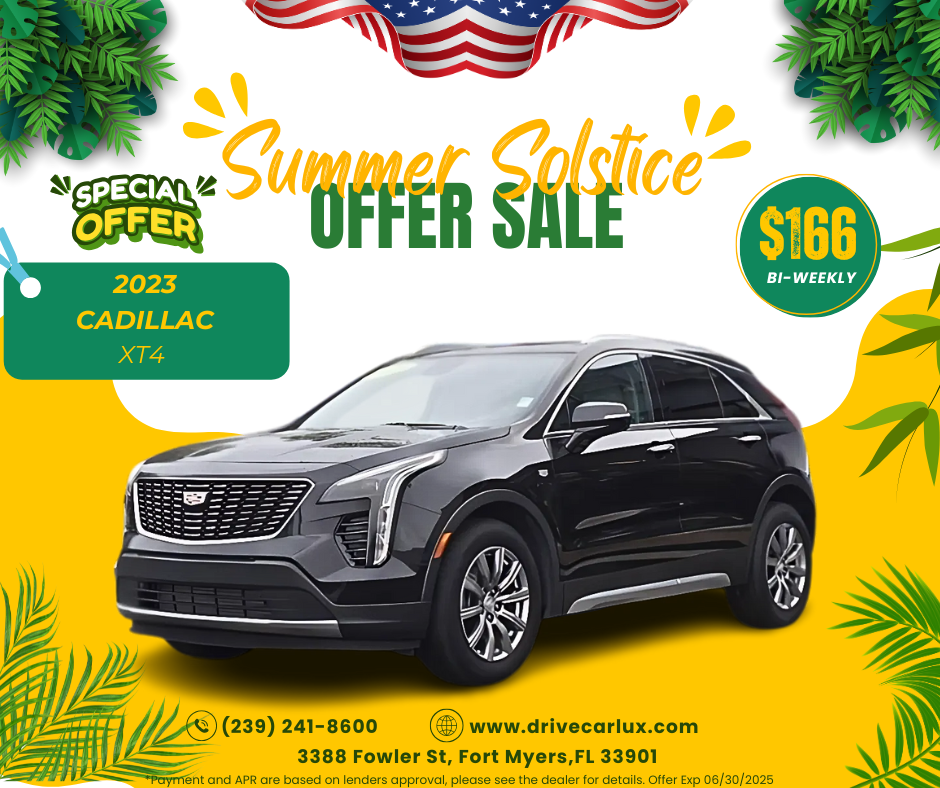 Summer Solstice
OFFER SALE
SPECIAL
OFFER
$166
BI-WEEKLY
2023
CADILLAC
XT4
(239) 241-8600
www.drivecarlux.com
3388 Fowler St, Fort Myers,FL 33901
*Payment and APR are based on lenders approval, please see the dealer for details. Offer Exp 06/30/2025